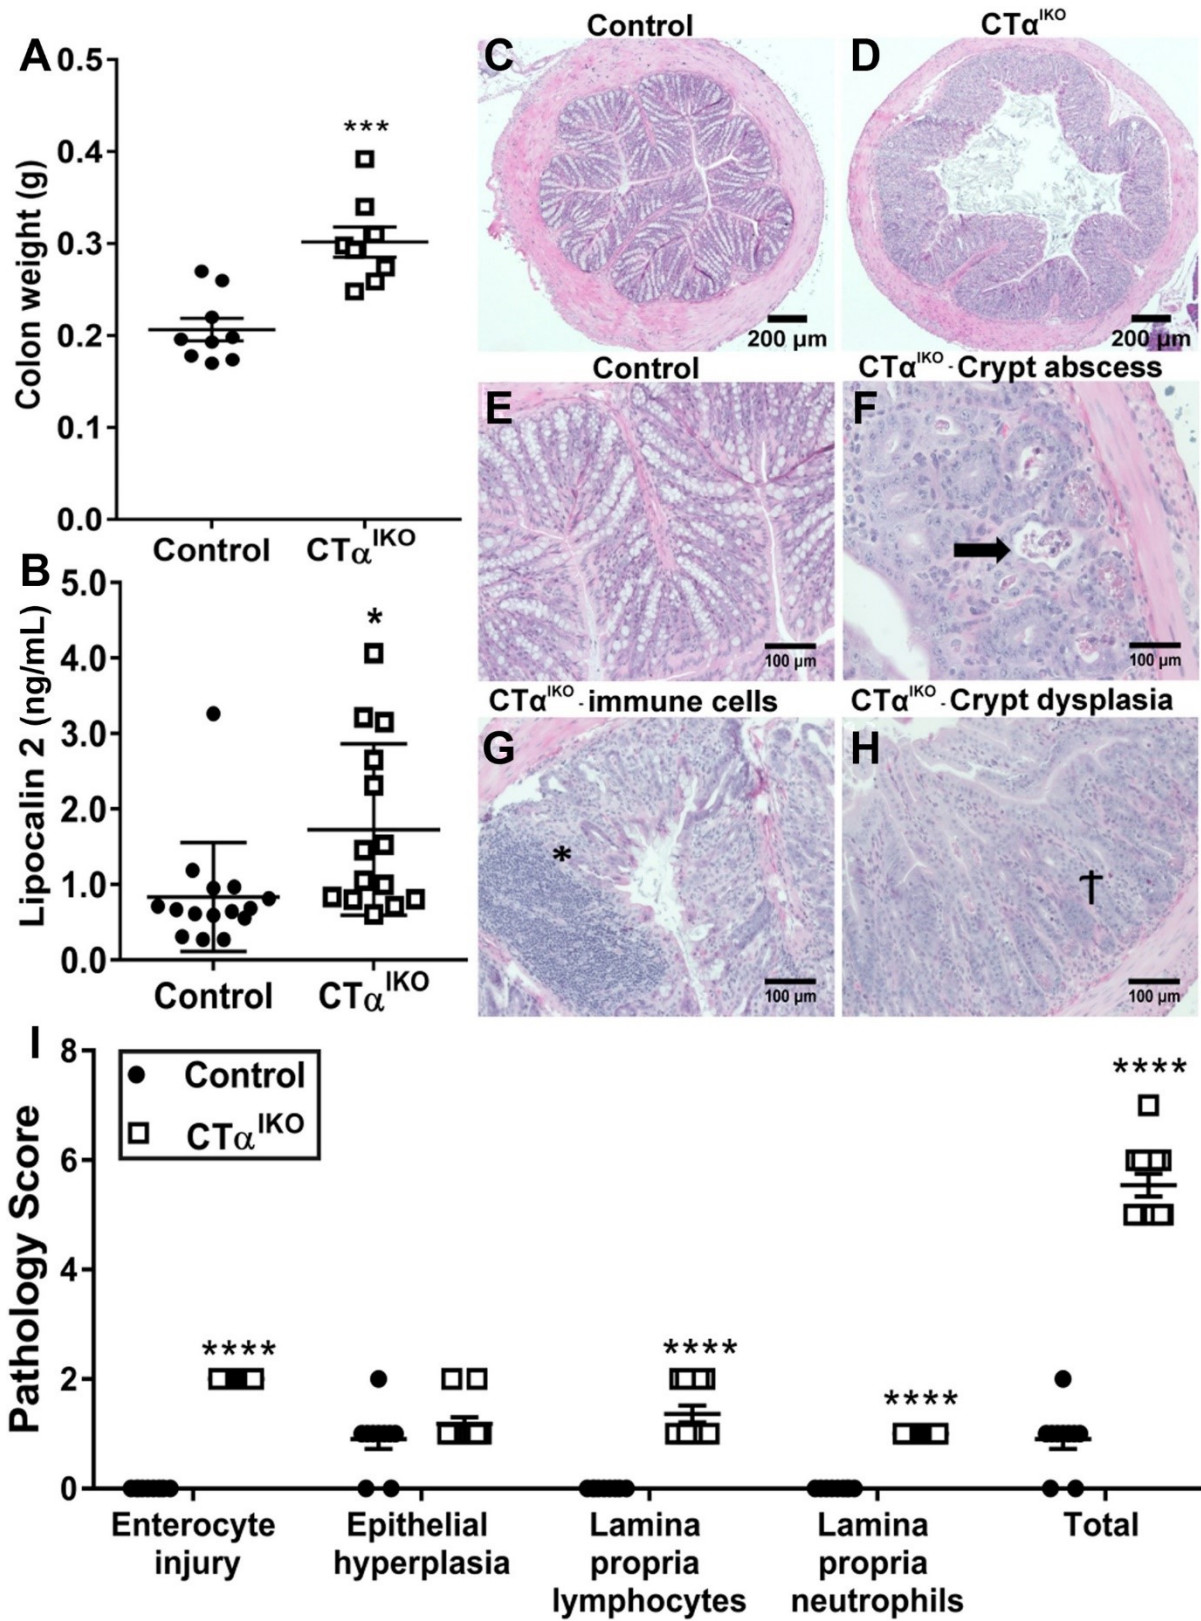 A
0.5
0.4
0.3
0.2
0.1
0.0
Colon weight (g)
***
Control
CTα^IKO
B
5.0
4.0
3.0
2.0
1.0
0.0
Lipocalin 2 (ng/mL)
*
Control
CTα^IKO
Control
C
200 µm
CTα^IKO
D
200 µm
Control
E
100 µm
CTα^IKO - Crypt abscess
F
100 µm
CTα^IKO - immune cells
G
*
100 µm
CTα^IKO - Crypt dysplasia
H
†
100 µm
I
8
6
4
2
0
Pathology Score
Control
CTα^IKO
****
****
****
****
Enterocyte
injury
Epithelial
hyperplasia
Lamina
propria
lymphocytes
Lamina
propria
neutrophils
Total